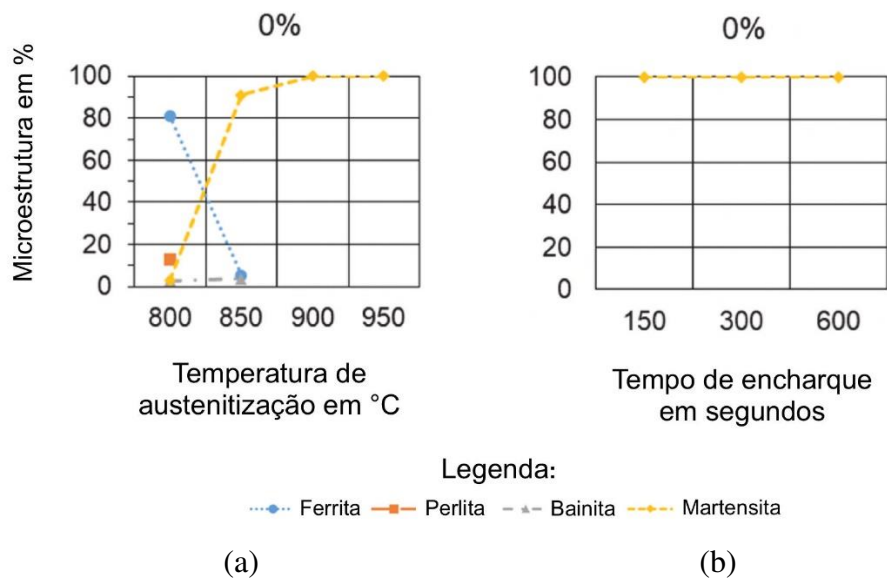 0%
Microestrutura em %
100
80
60
40
20
0
800 850 900 950
Temperatura de
austenitização em °C
0%
100
80
60
40
20
0
150 300 600
Tempo de encharque
em segundos
Legenda:
Ferrita Perlita Bainita Martensita
(a) (b)